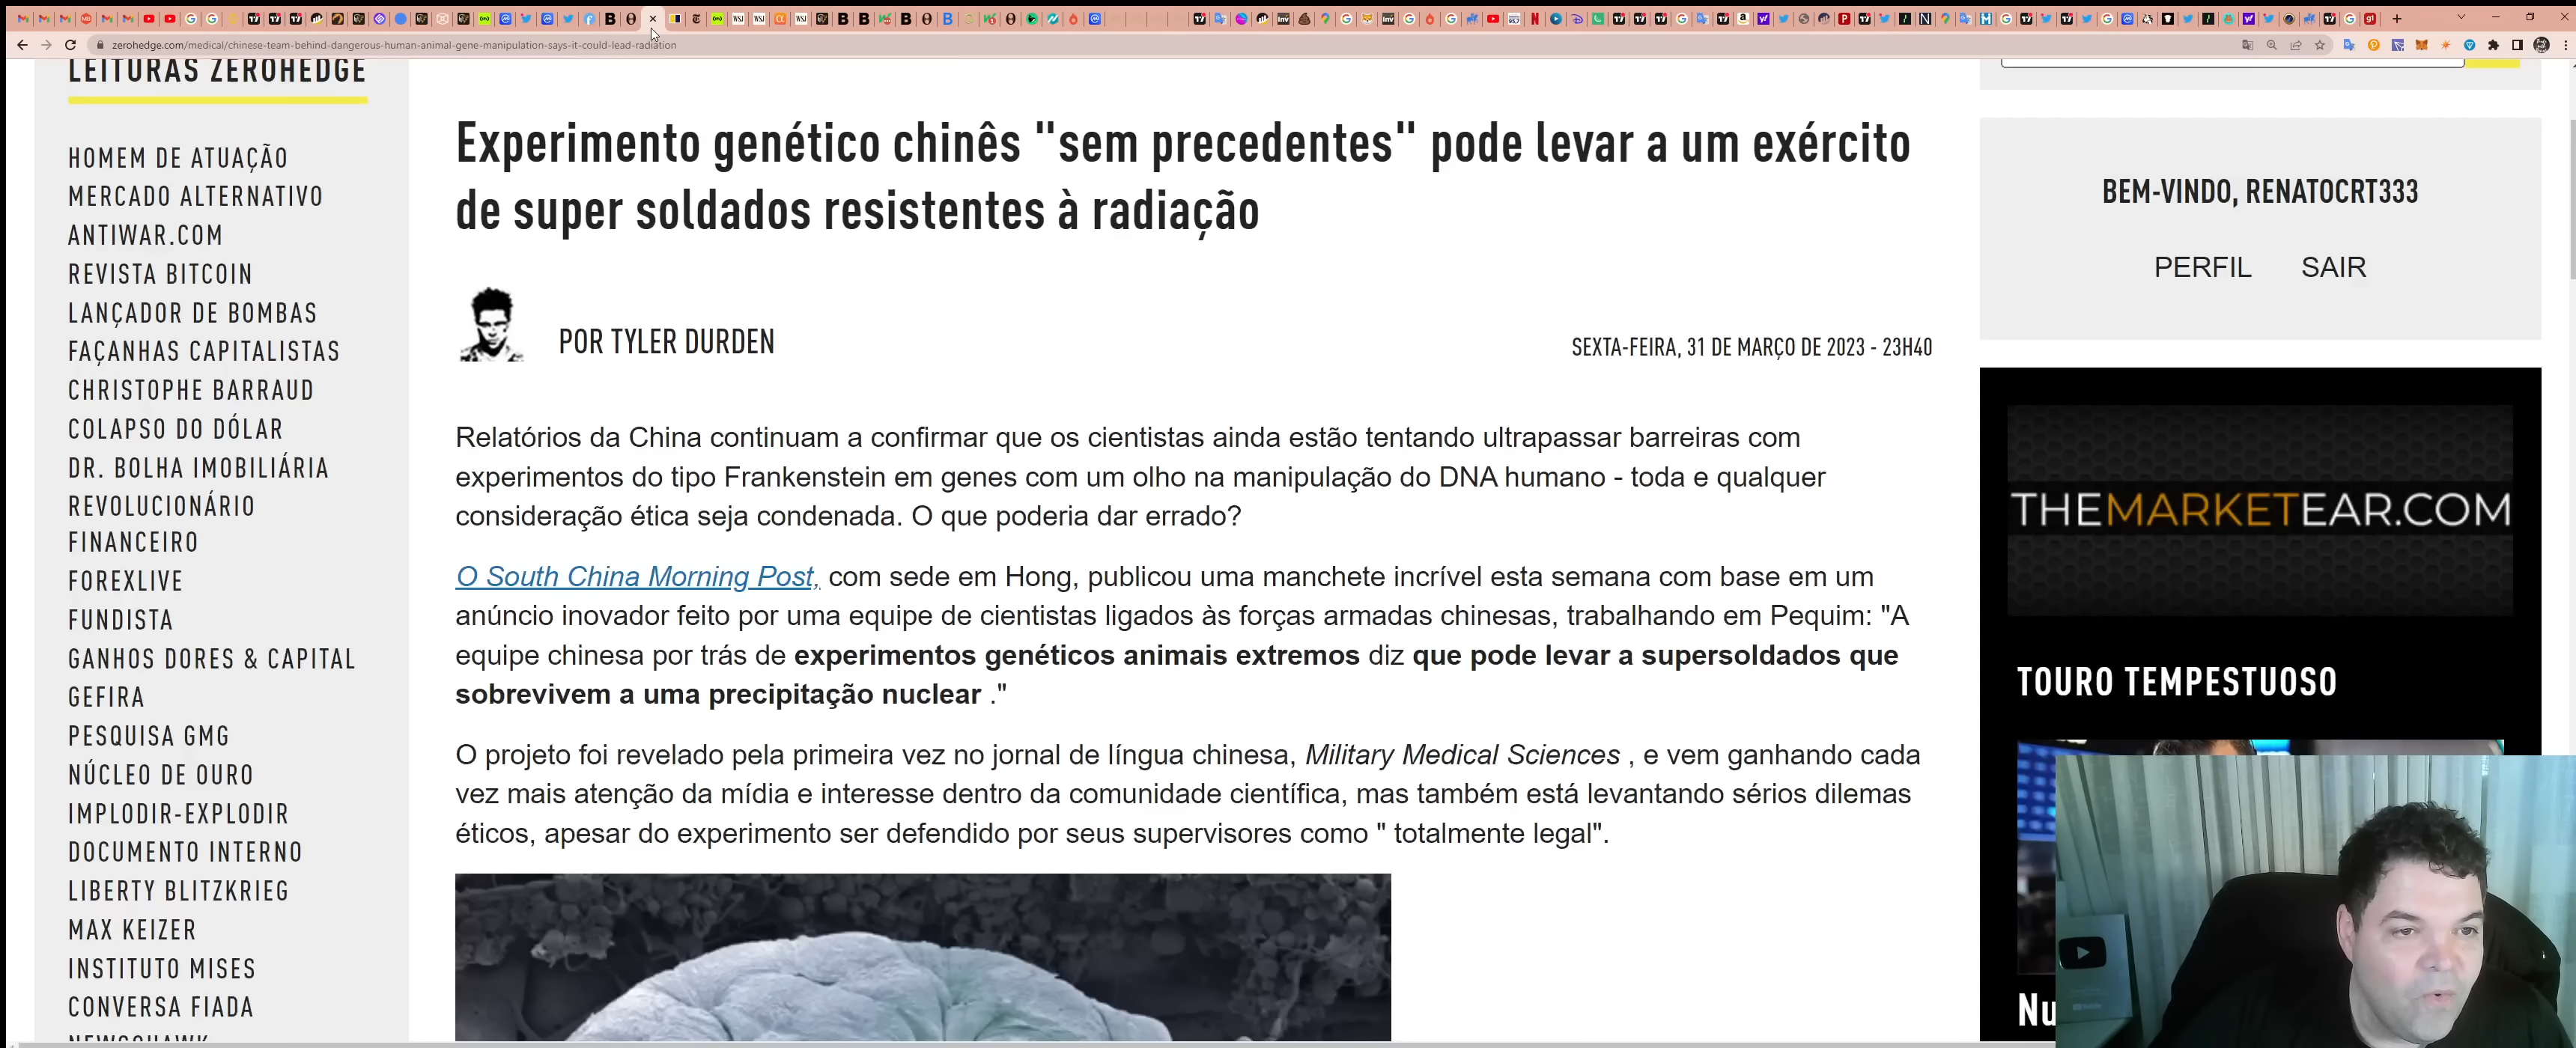 zerohedge.com/medical/chinese-team-behind-dangerous-human-animal-gene-manipulation-says-it-could-lead-radiation
LEITURAS ZEROHEDGE
HOMEM DE ATUAÇÃO
MERCADO ALTERNATIVO
ANTIWAR.COM
REVISTA BITCOIN
LANÇADOR DE BOMBAS
FAÇANHAS CAPITALISTAS
CHRISTOPHE BARRAUD
COLAPSO DO DÓLAR
DR. BOLHA IMOBILIÁRIA
REVOLUCIONÁRIO
FINANCEIRO
FOREXLIVE
FUNDISTA
GANHOS DORES & CAPITAL
GEFIRA
PESQUISA GMG
NÚCLEO DE OURO
IMPLODIR-EXPLODIR
DOCUMENTO INTERNO
LIBERTY BLITZKRIEG
MAX KEIZER
INSTITUTO MISES
CONVERSA FIADA
NEWSQUAWK
Experimento genético chinês "sem precedentes" pode levar a um exército
de super soldados resistentes à radiação
POR TYLER DURDEN
SEXTA-FEIRA, 31 DE MARÇO DE 2023 - 23H40
Relatórios da China continuam a confirmar que os cientistas ainda estão tentando ultrapassar barreiras com
experimentos do tipo Frankenstein em genes com um olho na manipulação do DNA humano - toda e qualquer
consideração ética seja condenada. O que poderia dar errado?
O South China Morning Post, com sede em Hong, publicou uma manchete incrível esta semana com base em um
anúncio inovador feito por uma equipe de cientistas ligados às forças armadas chinesas, trabalhando em Pequim: "A
equipe chinesa por trás de experimentos genéticos animais extremos diz que pode levar a supersoldados que
sobrevivem a uma precipitação nuclear ."
O projeto foi revelado pela primeira vez no jornal de língua chinesa, Military Medical Sciences , e vem ganhando cada
vez mais atenção da mídia e interesse dentro da comunidade científica, mas também está levantando sérios dilemas
éticos, apesar do experimento ser defendido por seus supervisores como " totalmente legal".
BEM-VINDO, RENATOCRT333
PERFIL SAIR
THEMARKETEAR.COM
TOURO TEMPESTUOSO
Nu